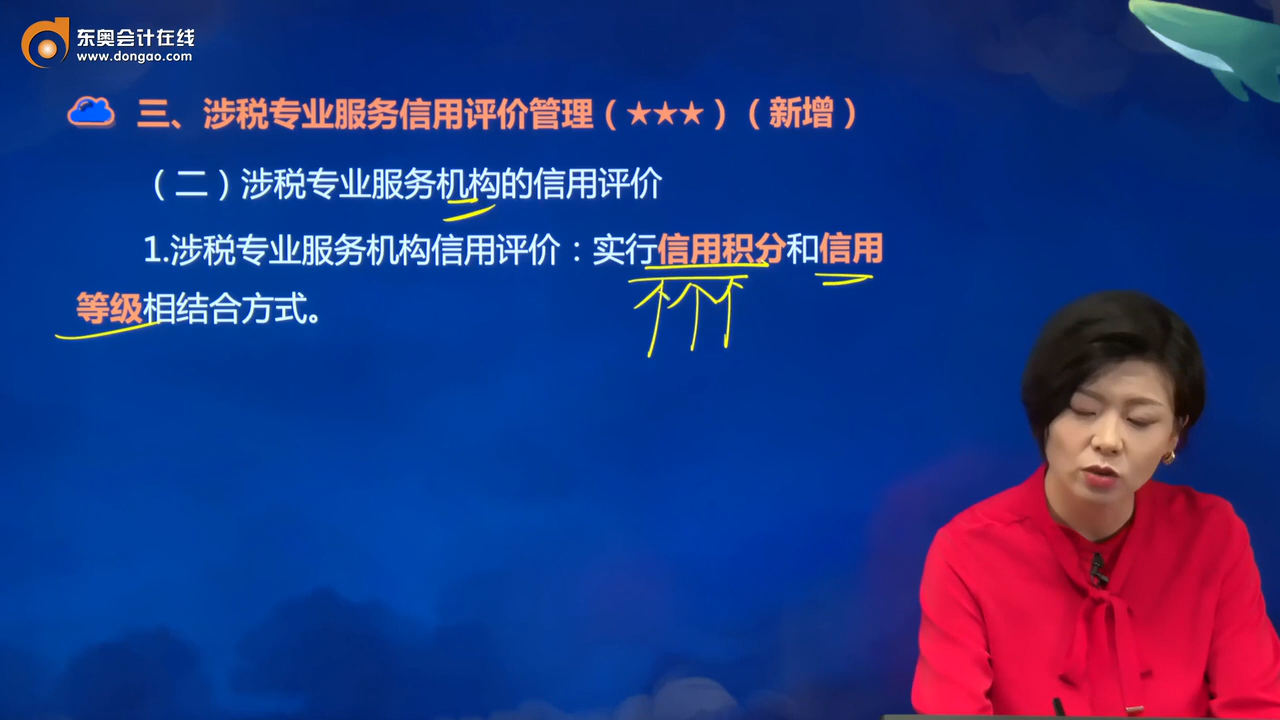 东奥会计在线
www.dongao.com
三、涉税专业服务信用评价管理（★★★）（新增）
（二）涉税专业服务机构的信用评价
1.涉税专业服务机构信用评价：实行信用积分和信用
等级相结合方式。